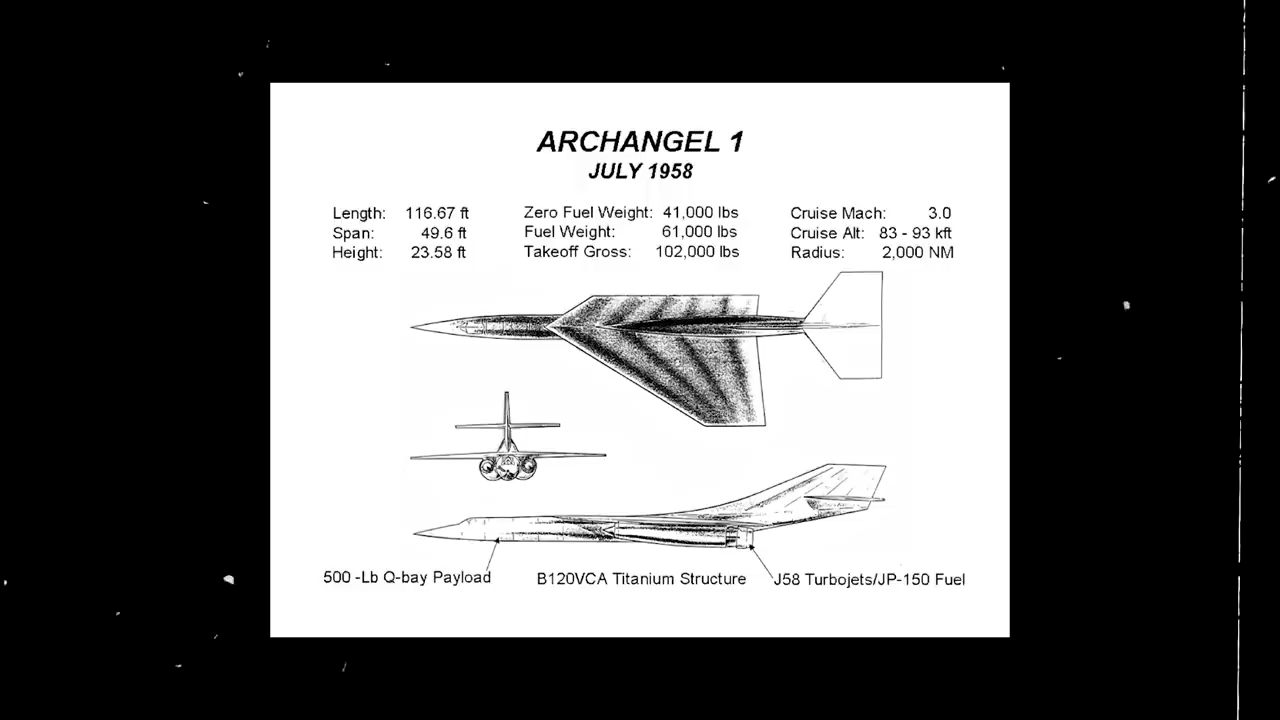 ARCHANGEL 1
JULY 1958
Length: 116.67 ft
Span: 49.6 ft
Height: 23.58 ft
Zero Fuel Weight: 41,000 lbs
Fuel Weight: 61,000 lbs
Takeoff Gross: 102,000 lbs
Cruise Mach: 3.0
Cruise Alt: 83 - 93 kft
Radius: 2,000 NM
500 -Lb Q-bay Payload
B120VCA Titanium Structure
J58 Turbojets/JP-150 Fuel